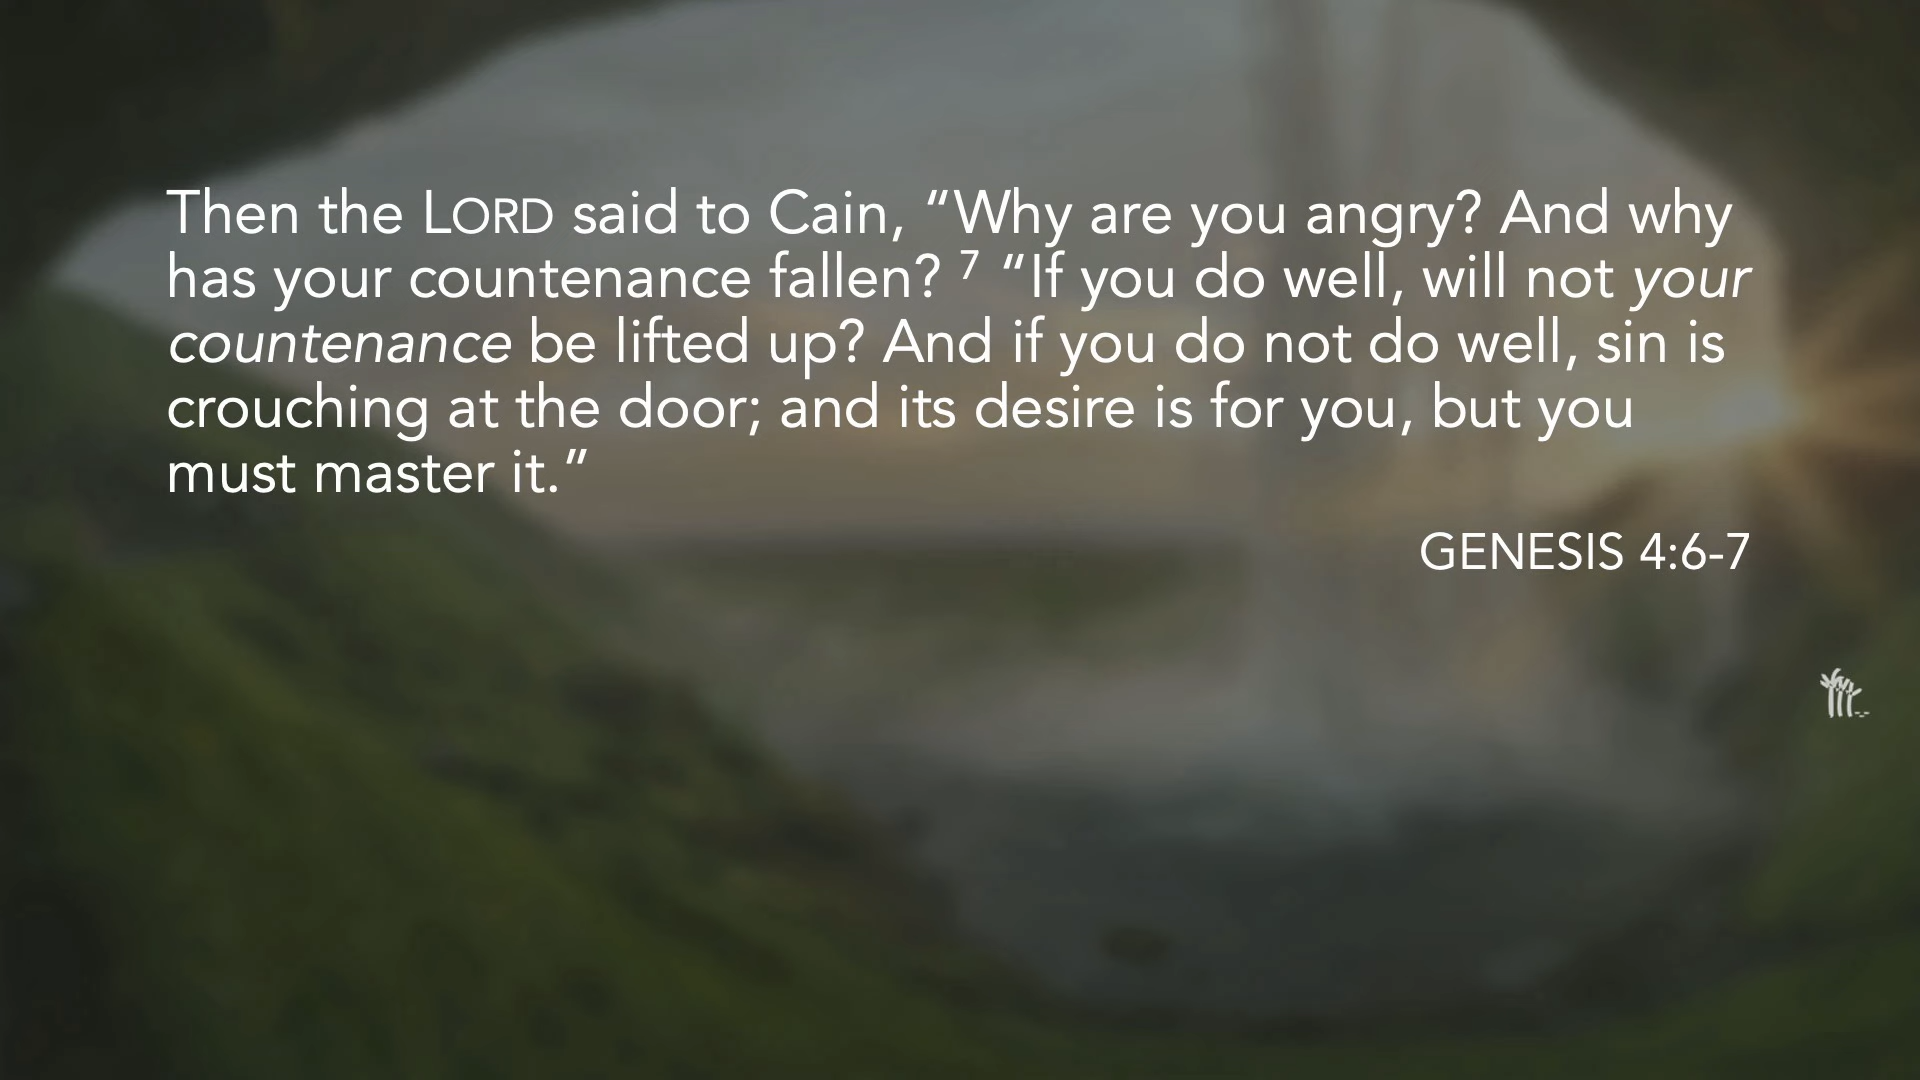 Then the LORD said to Cain, “Why are you angry? And why
has your countenance fallen? 7 “If you do well, will not your
countenance be lifted up? And if you do not do well, sin is
crouching at the door; and its desire is for you, but you
must master it.”
GENESIS 4:6-7